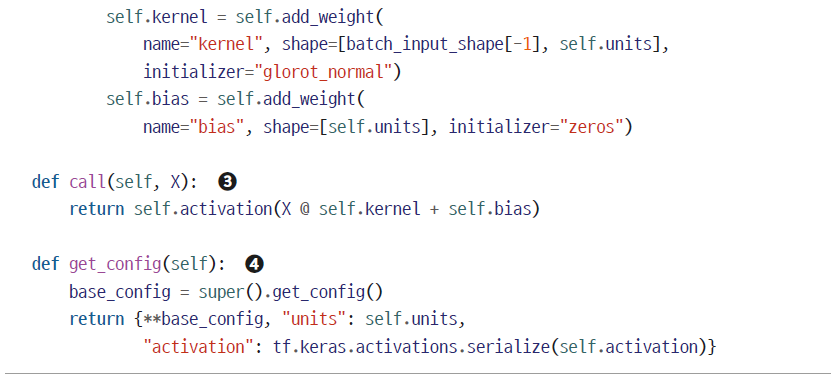 self.kernel = self.add_weight(
name="kernel", shape=[batch_input_shape[-1], self.units],
initializer="glorot_normal")
self.bias = self.add_weight(
name="bias", shape=[self.units], initializer="zeros")
def call(self, X): ❸
return self.activation(X @ self.kernel + self.bias)
def get_config(self): ❹
base_config = super().get_config()
return {**base_config, "units": self.units,
"activation": tf.keras.activations.serialize(self.activation)}